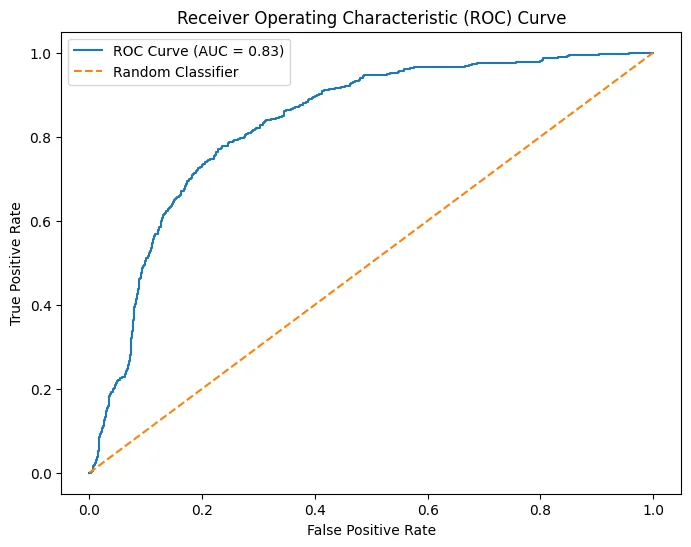 Receiver Operating Characteristic (ROC) Curve
ROC Curve (AUC = 0.83)
Random Classifier
1.0
0.8
0.6
0.4
0.2
0.0
True Positive Rate
0.0 0.2 0.4 0.6 0.8 1.0
False Positive Rate